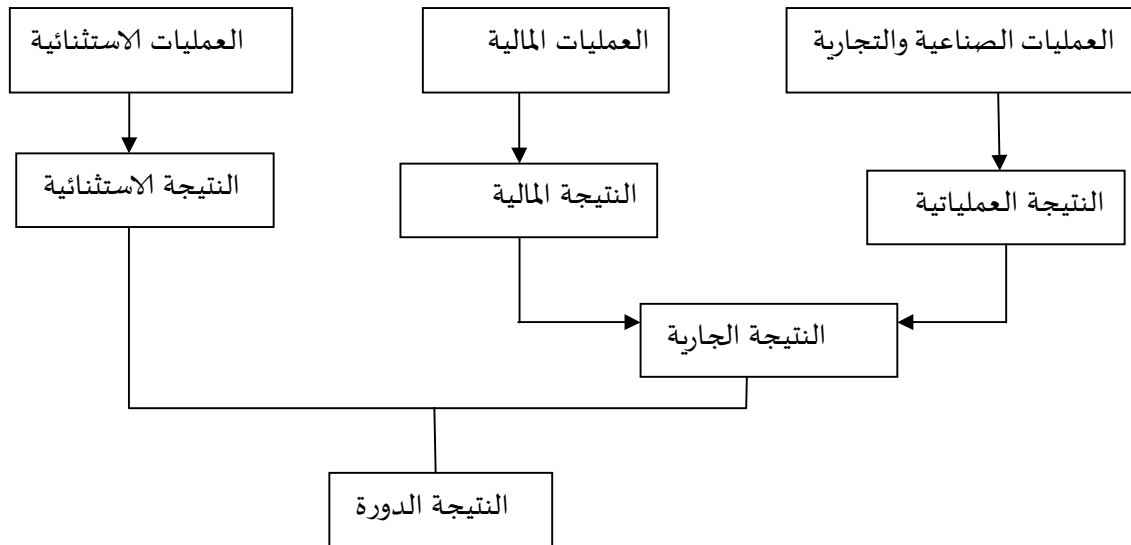 العمليات الصناعية والتجارية
العمليات المالية
العمليات الاستثنائية
النتيجة العملياتية
النتيجة المالية
النتيجة الاستثنائية
النتيجة الجارية
النتيجة الدورة